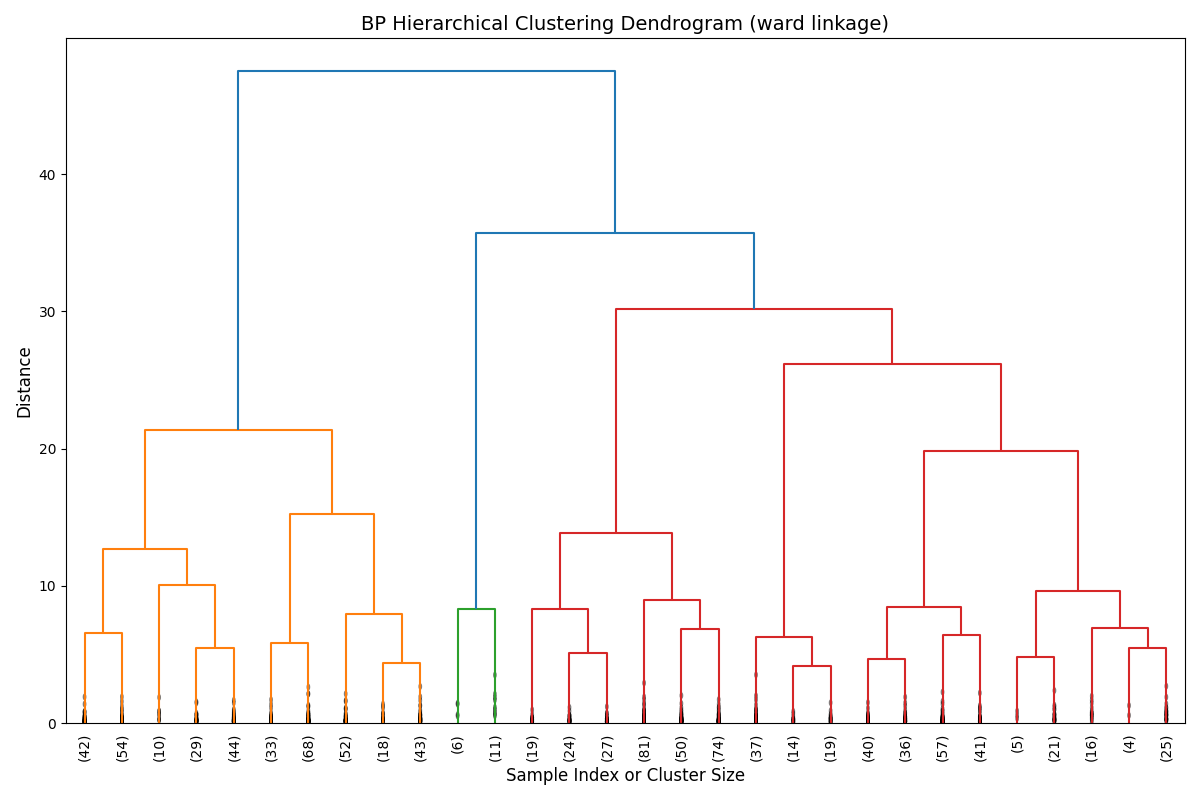 BP Hierarchical Clustering Dendrogram (ward linkage)
Distance
40
30
20
10
0
(42) (54) (10) (29) (44) (33) (68) (52) (18) (43) (6) (11) (19) (24) (27) (81) (50) (74) (37) (14) (19) (40) (36) (57) (41) (5) (21) (16) (4) (25)
Sample Index or Cluster Size